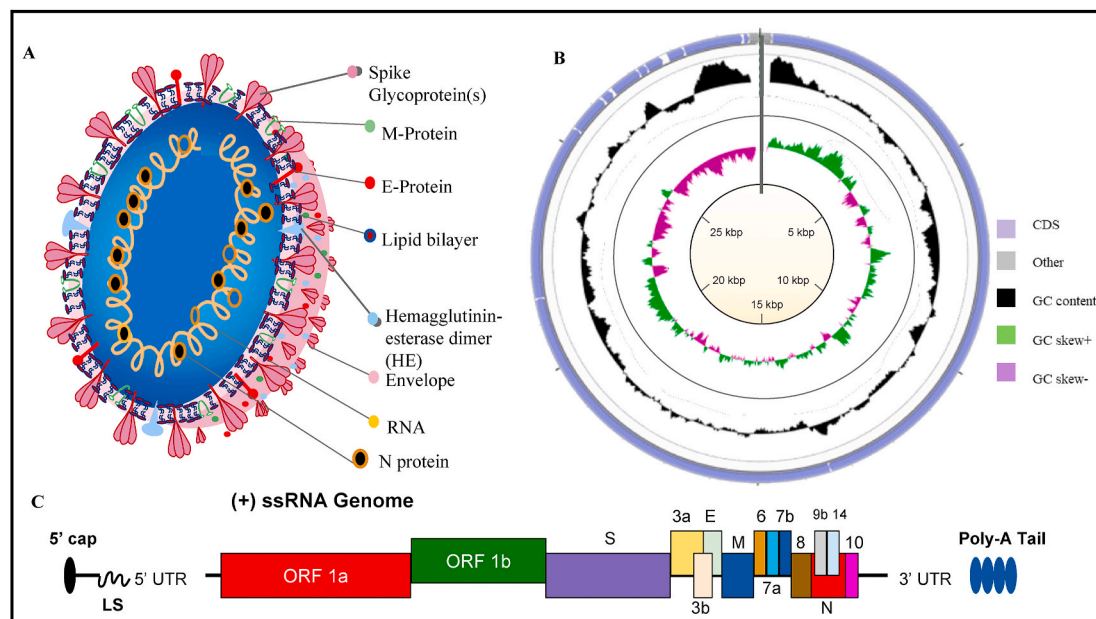 A
Spike
Glycoprotein(s)
M-Protein
E-Protein
Lipid bilayer
Hemagglutinin-
esterase dimer
(HE)
Envelope
RNA
N protein
B
25 kbp
5 kbp
20 kbp
10 kbp
15 kbp
CDS
Other
GC content
GC skew+
GC skew-
C
(+) ssRNA Genome
5' cap
LS
5' UTR
ORF 1a
ORF 1b
S
3a
E
3b
M
6
7b
7a
8
9b
14
10
N
3' UTR
Poly-A Tail